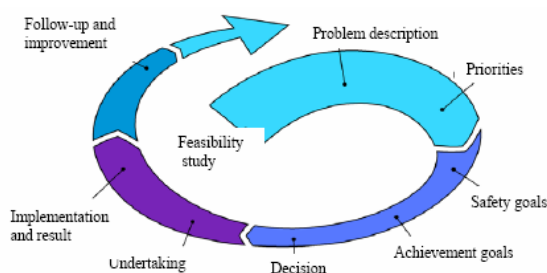 Follow-up and
improvement
Problem description
Priorities
Feasibility
study
Safety goals
Implementation
and result
Achievement goals
Undertaking
Decision